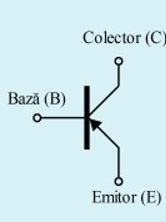 Colector (C)
Bază (B)
Emitor (E)